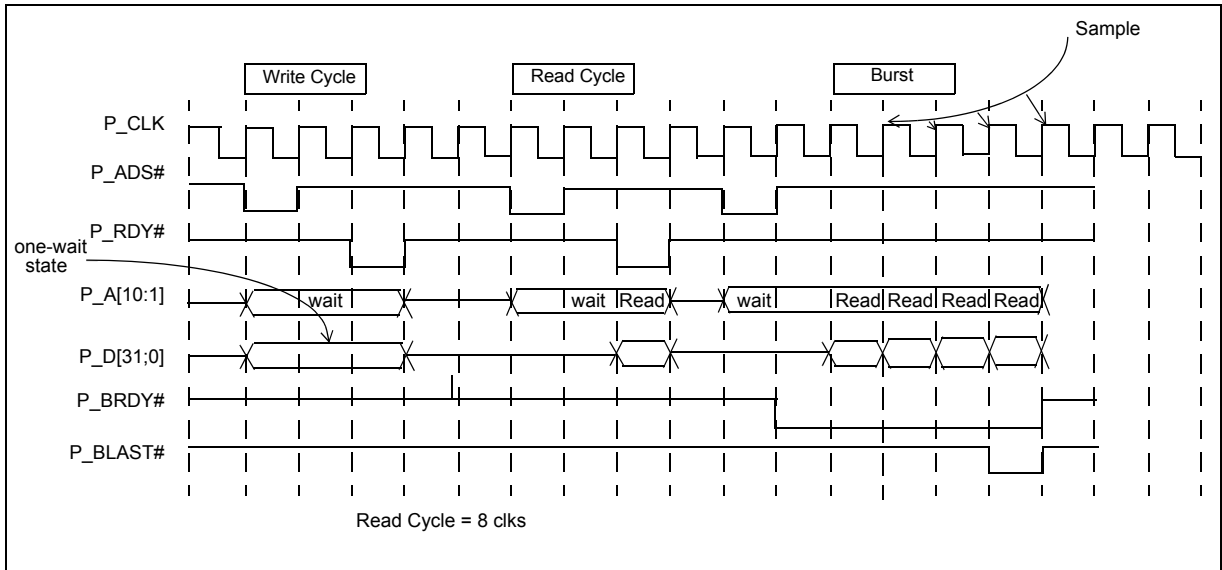 Sample
Write Cycle
Read Cycle
Burst
P_CLK
P_ADS#
P_RDY#
one-wait
state
P_A[10:1]
wait
wait
Read
wait
Read
Read
Read
Read
P_D[31;0]
P_BRDY#
P_BLAST#
Read Cycle = 8 clks